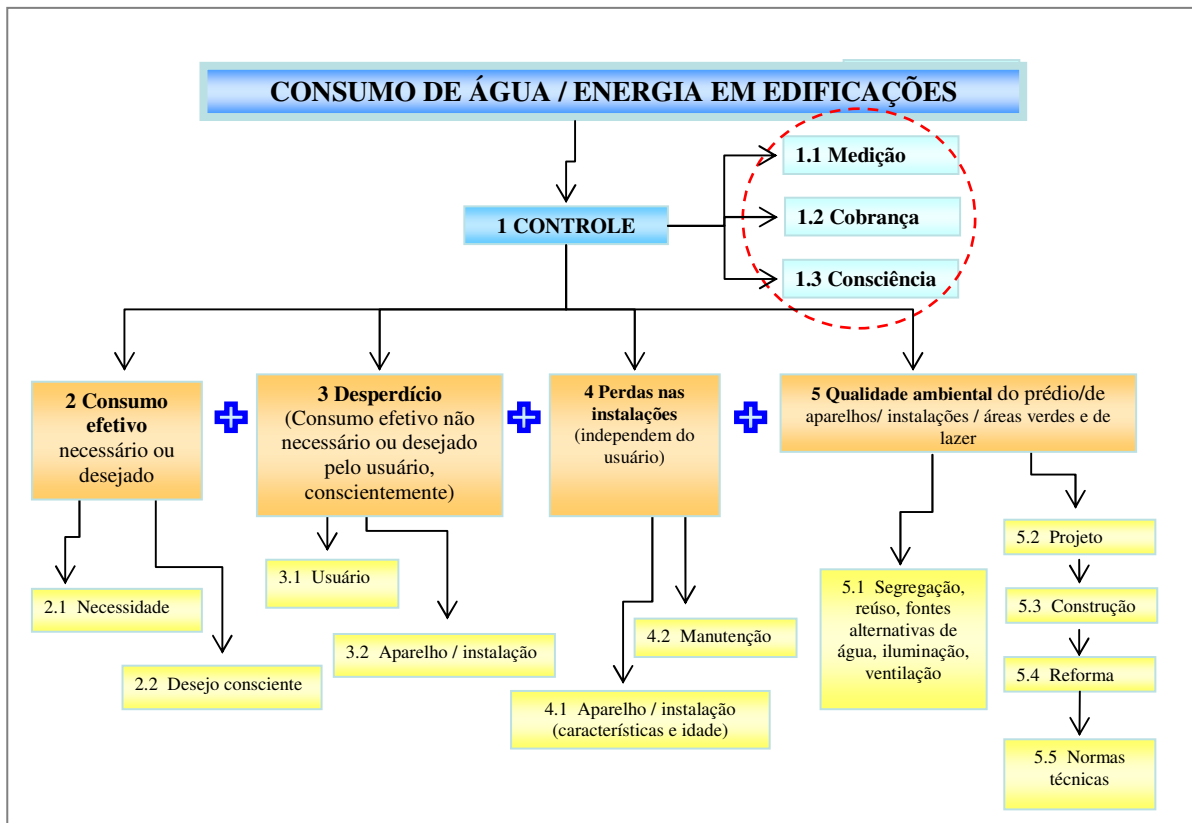 CONSUMO DE ÁGUA / ENERGIA EM EDIFICAÇÕES
1.1 Medição
1 CONTROLE
1.2 Cobrança
1.3 Consciência
2 Consumo
efetivo
necessário ou
desejado
3 Desperdício
(Consumo efetivo não
necessário ou desejado
pelo usuário,
conscientemente)
4 Perdas nas
instalações
(independem do
usuário)
5 Qualidade ambiental do prédio/de
aparelhos/ instalações / áreas verdes e de
lazer
2.1 Necessidade
2.2 Desejo consciente
3.1 Usuário
3.2 Aparelho / instalação
4.2 Manutenção
4.1 Aparelho / instalação
(características e idade)
5.1 Segregação,
reúso, fontes
alternativas de
água, iluminação,
ventilação
5.2 Projeto
5.3 Construção
5.4 Reforma
5.5 Normas
técnicas